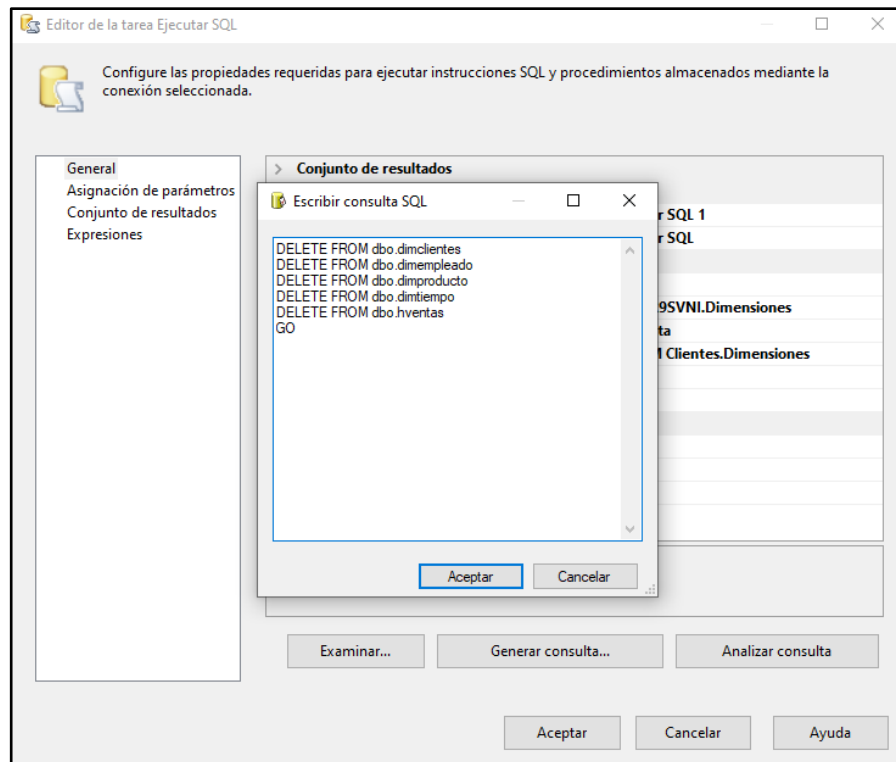 Editor de la tarea Ejecutar SQL
Configure las propiedades requeridas para ejecutar instrucciones SQL y procedimientos almacenados mediante la
conexión seleccionada.
General
Asignación de parámetros
Conjunto de resultados
Expresiones
Conjunto de resultados
Escribir consulta SQL
DELETE FROM dbo.dimclientes
DELETE FROM dbo.dimempleado
DELETE FROM dbo.dimproducto
DELETE FROM dbo.dimtiempo
DELETE FROM dbo.hventas
GO
Aceptar Cancelar
SQL 1
SQL
9SVNI.Dimensiones
ta
Clientes.Dimensiones
Examinar... Generar consulta... Analizar consulta
Aceptar Cancelar Ayuda